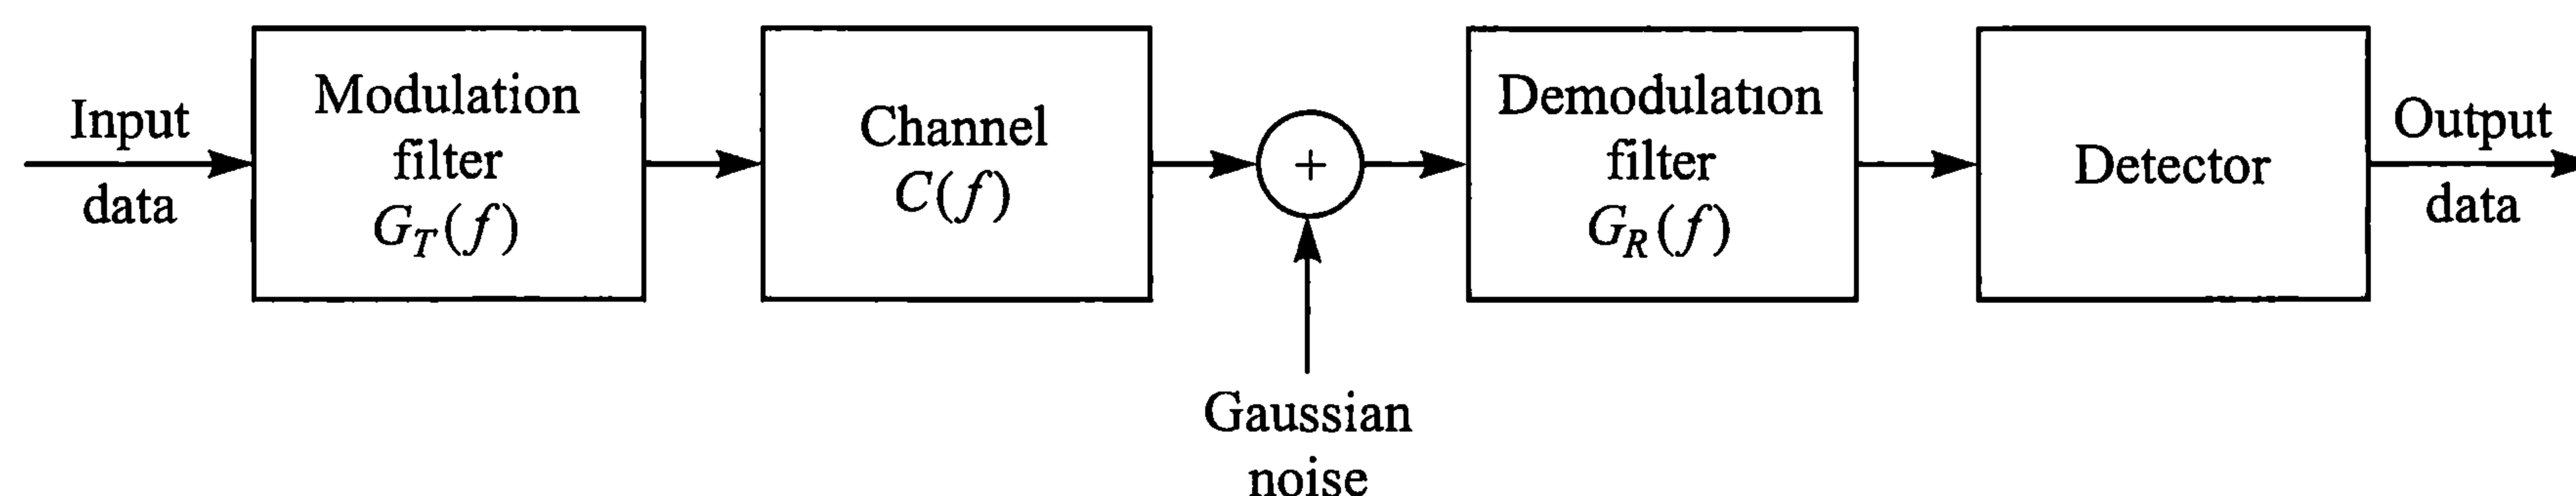 Input
data
Modulation
filter
G_T(f)
Channel
C(f)
+
Gaussian
noise
Demodulation
filter
G_R(f)
Detector
Output
data